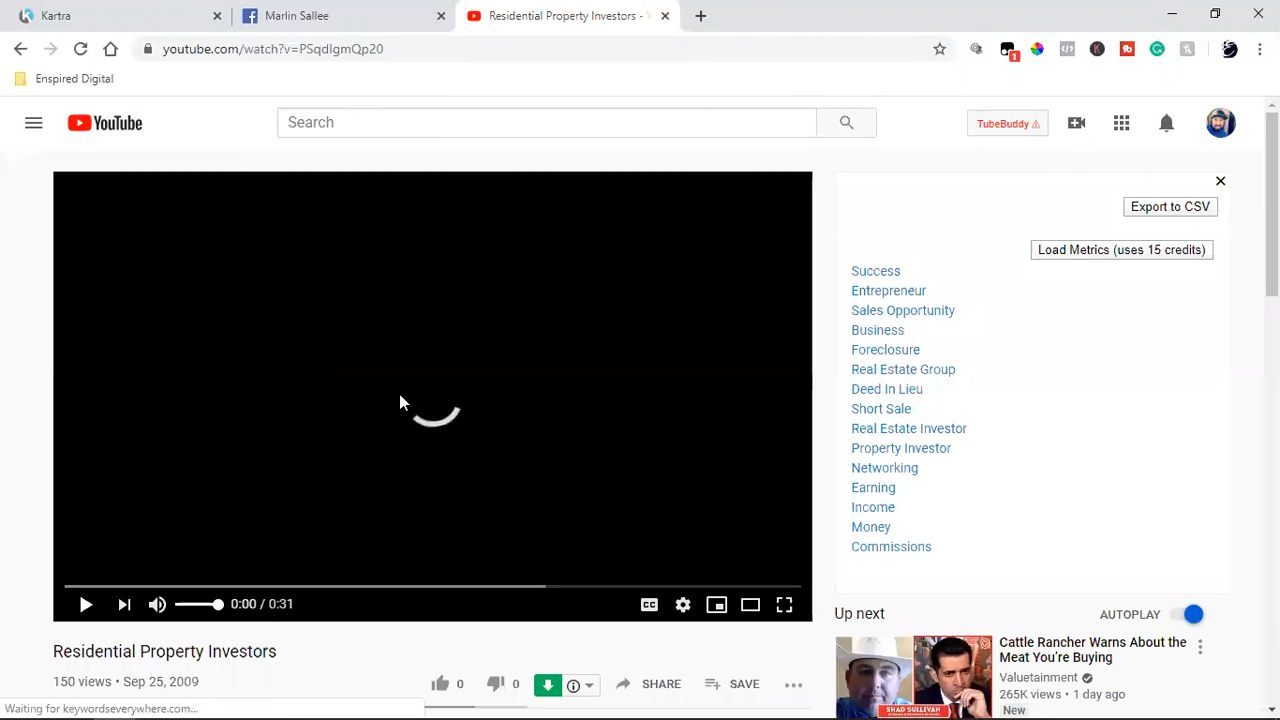 Kartra
Marlin Sallee
Residential Property Investors -
youtube.com/watch?v=PSqdIgmQp20
1
Enspired Digital
YouTube
Search
TubeBuddy
Export to CSV
Load Metrics (uses 15 credits)
Success
Entrepreneur
Sales Opportunity
Business
Foreclosure
Real Estate Group
Deed In Lieu
Short Sale
Real Estate Investor
Property Investor
Networking
Earning
Income
Money
Commissions
0:00 / 0:31
CC
Up next
AUTOPLAY
Residential Property Investors
150 views • Sep 25, 2009
0
0
SHARE
SAVE
Cattle Rancher Warns About the
Meat You're Buying
Valuetainment
265K views • 1 day ago
New
SHAD SULLIVAN
Waiting for keywordseverywhere.com...